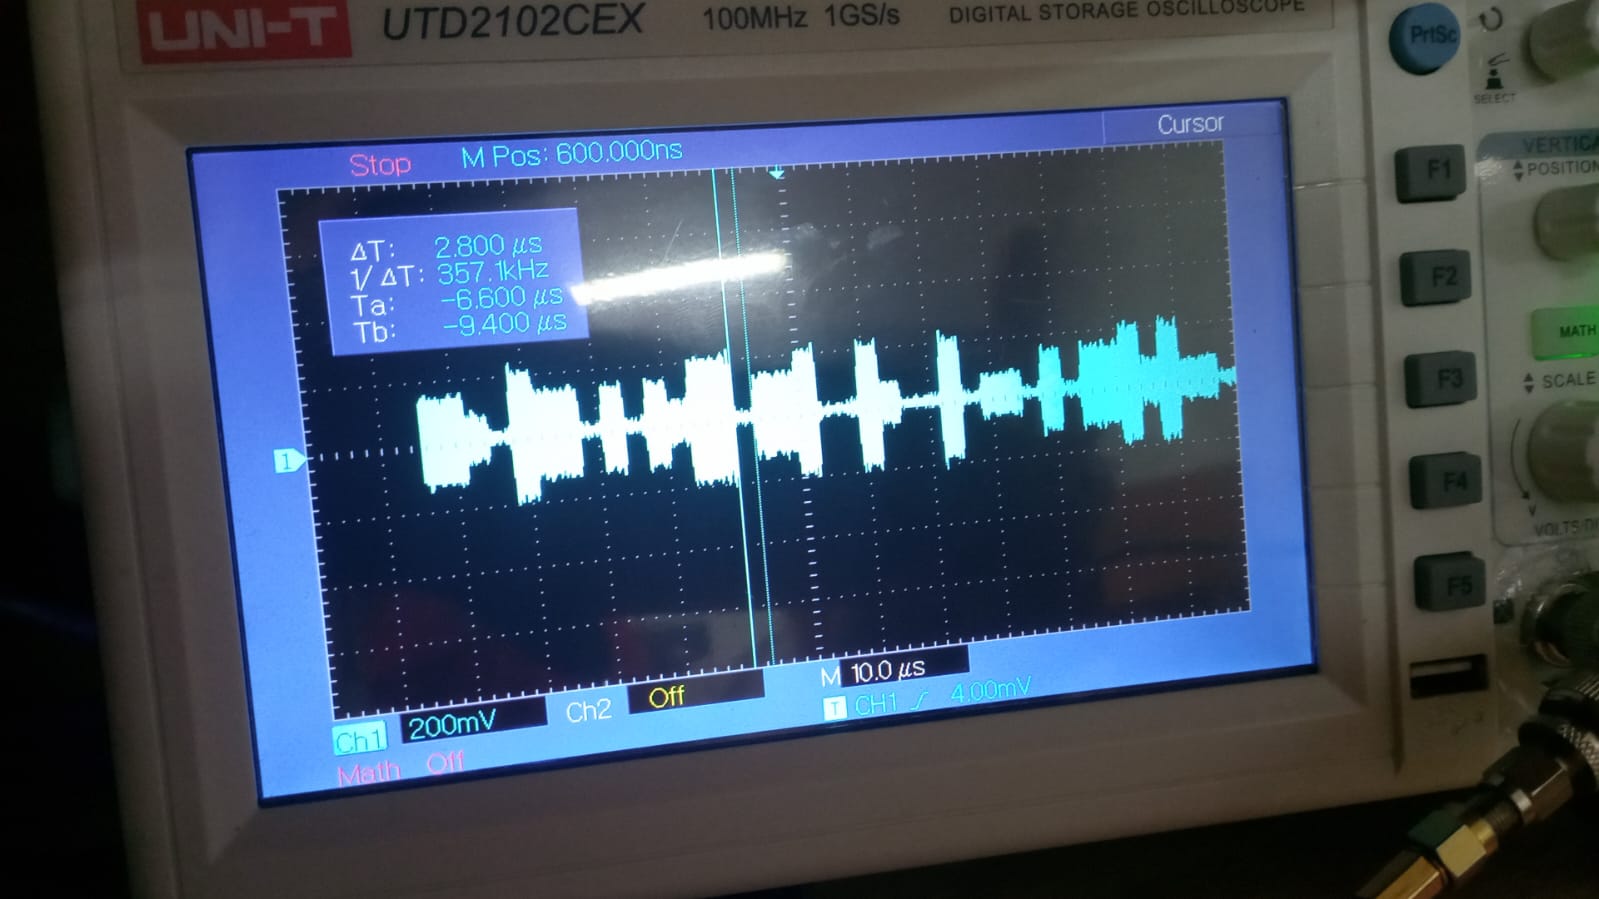 UNI-T UTD2102CEX 100MHz 1GS/s DIGITAL STORAGE OSCILLOSCOPE
PrtSc
SELECT
Stop M Pos: 600.000ns Cursor
ΔT: 2.800 µs
1/ΔT: 357.1kHz
Ta: -6.600 µs
Tb: -9.400 µs
1
Ch1 200mV Ch2 Off M 10.0 µs
T CH1 4.00mV
Math Off
F1
F2
F3
F4
F5
POSITION
MATH
SCALE